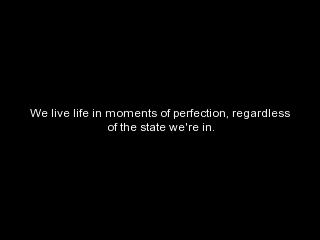 We live life in moments of perfection, regardless
of the state we're in.